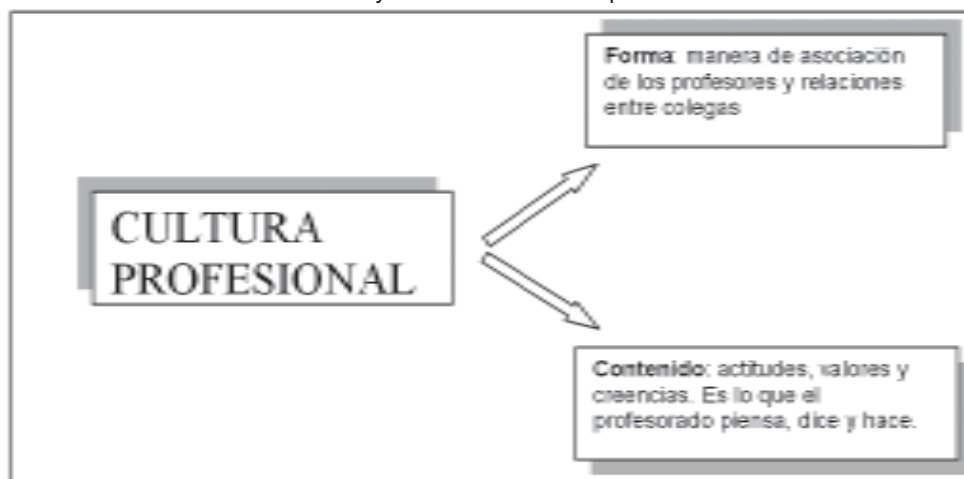 Forma: manera de asociación
de los profesores y relaciones
entre colegas
CULTURA
PROFESIONAL
Contenido: actitudes, valores y
creencias. Es lo que el
profesorado piensa, dice y hace.